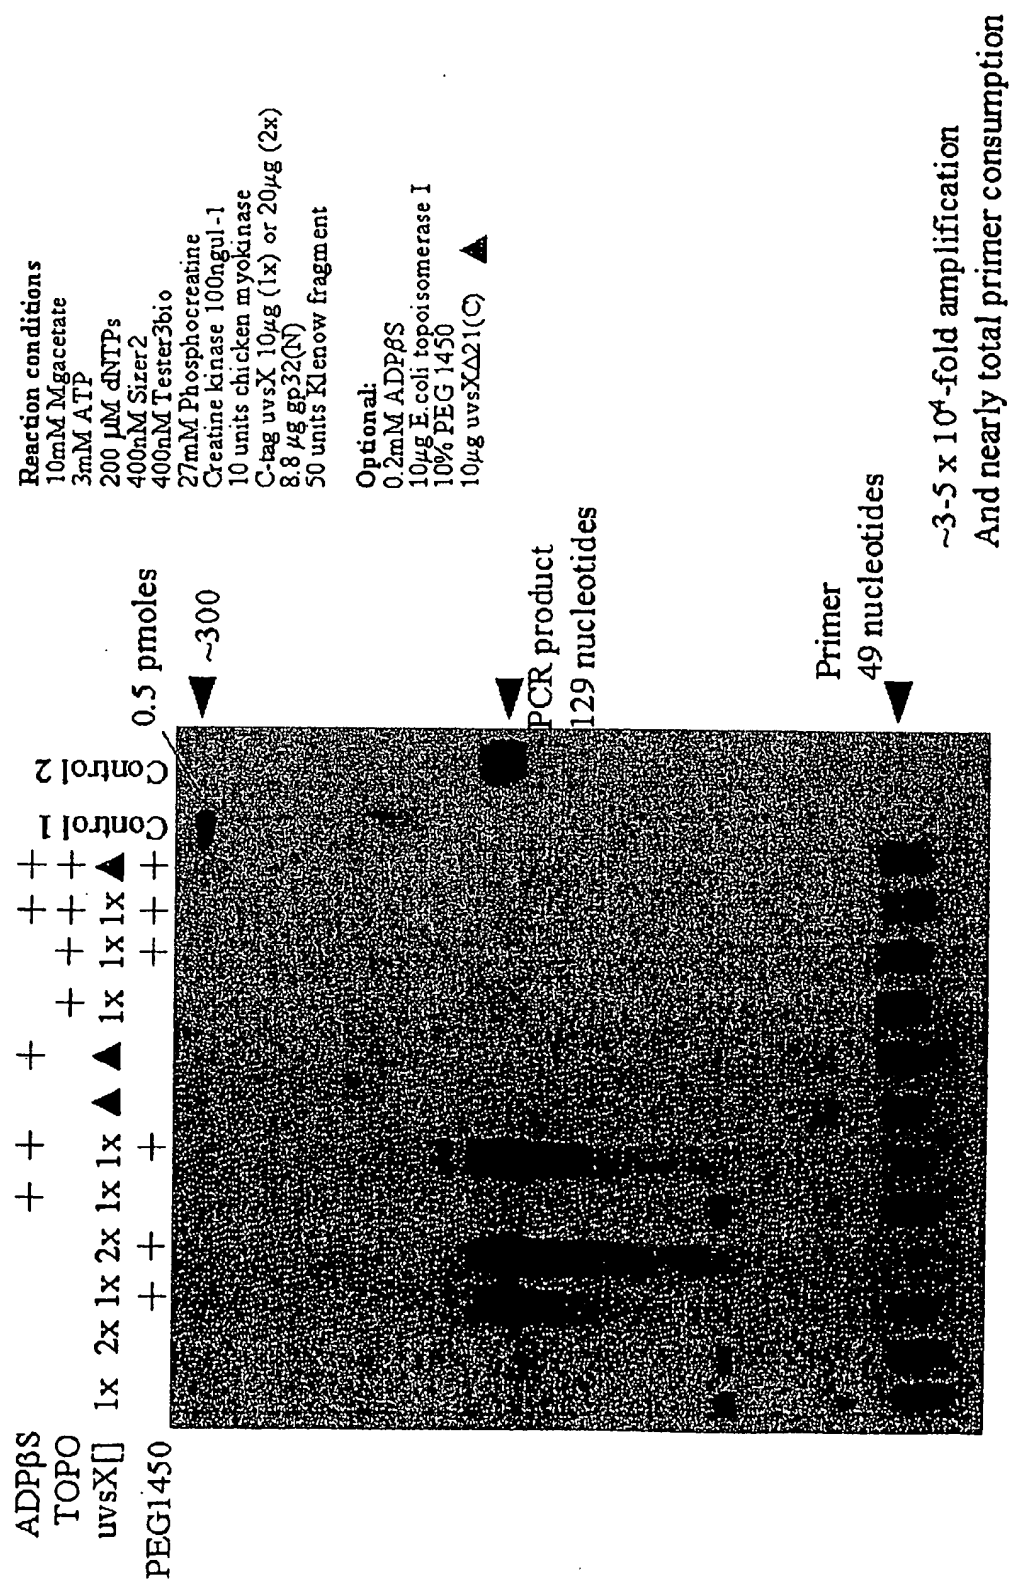 ADPβS + + + + +
TOPO + + + +
uvsX[] 1x 2x 1x 2x 1x 1x ▲ ▲ 1x 1x 1x ▲ Control 1 Control 2
PEG1450 + + + + + +
0.5 pmoles
~300
PCR product
129 nucleotides
Primer
49 nucleotides
Reaction conditions
10mM Mgacetate
3mM ATP
200 µM dNTPs
400nM Sizer2
400nM Tester3bio
27mM Phosphocreatine
Creatine kinase 100ngul-1
10 units chicken myokinase
C-tag uvsX 10µg (1x) or 20µg (2x)
8.8 µg gp32(N)
50 units Klenow fragment
Optional:
0.2mM ADPβS
10µg E.coli topoisomerase I
10% PEG 1450
10µg uvsXΔ21(C) ▲
~3-5 x 10⁴-fold amplification
And nearly total primer consumption